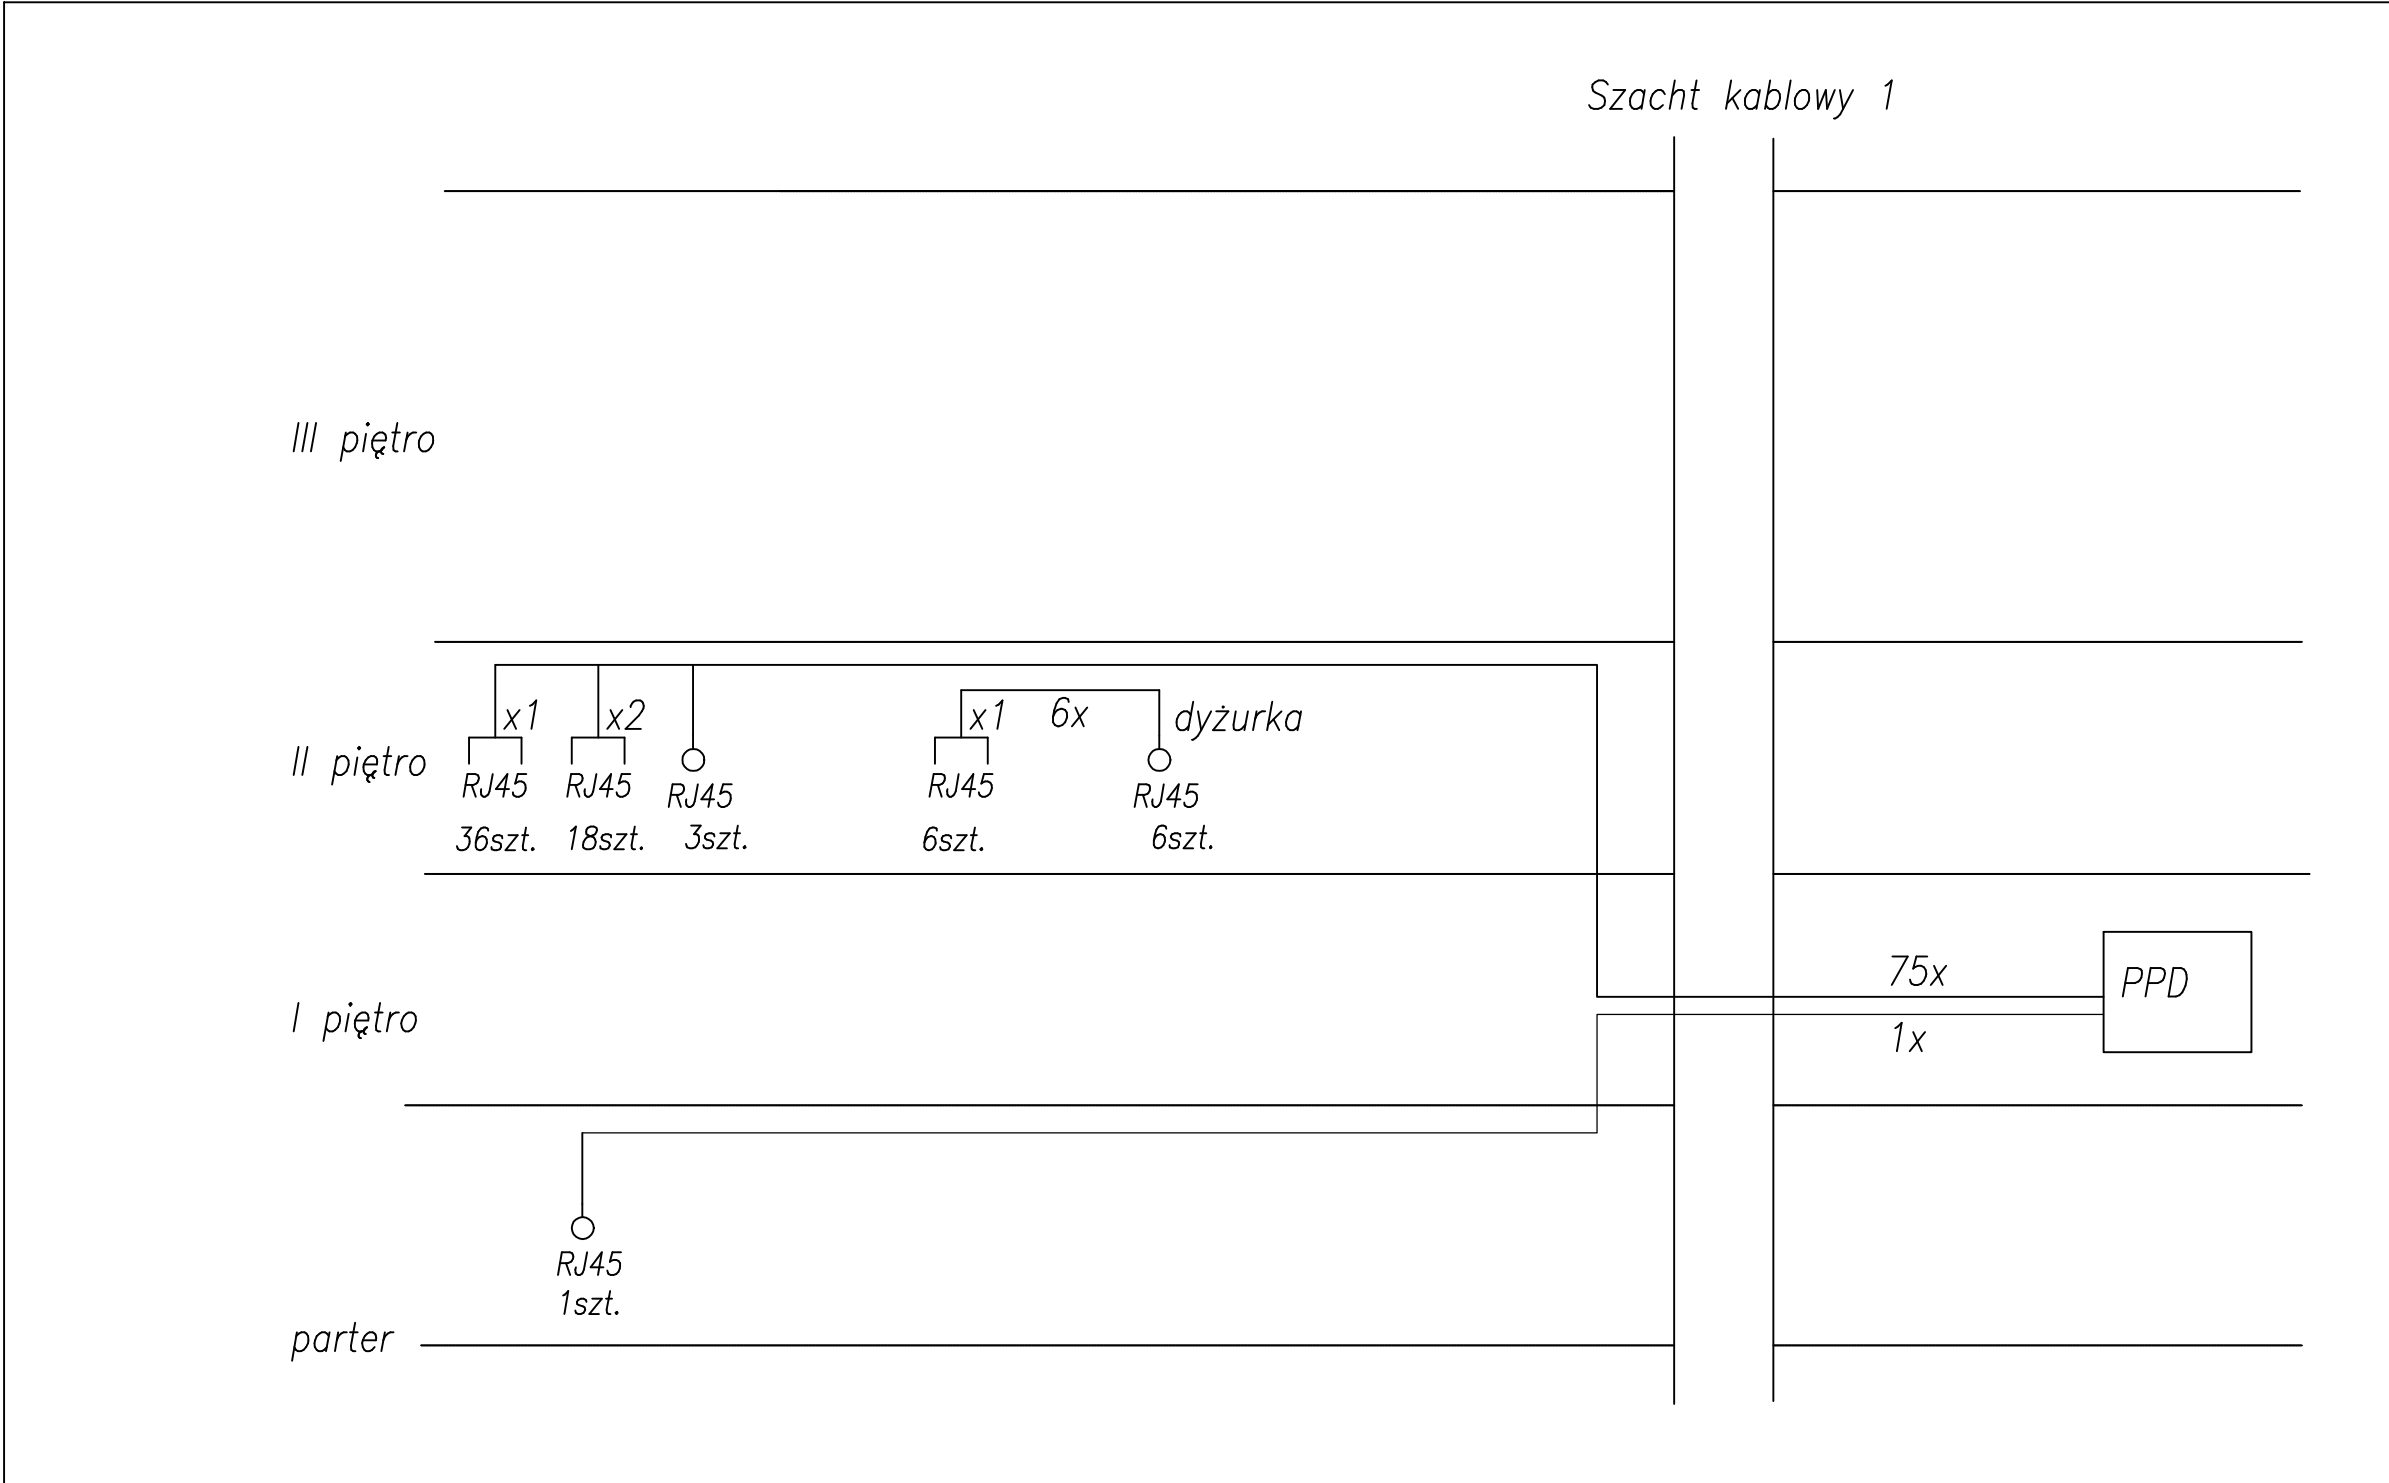 Szacht kablowy 1
III piętro
II piętro
x1
x2
x1
6x
dyżurka
RJ45
RJ45
RJ45
RJ45
RJ45
36szt.
18szt.
3szt.
6szt.
6szt.
I piętro
75x
PPD
1x
RJ45
1szt.
parter